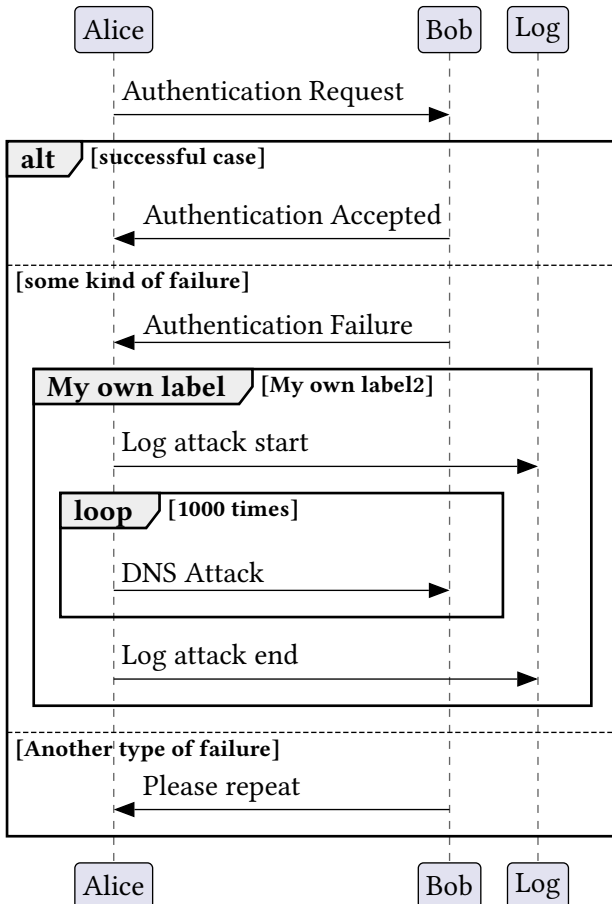 Alice Bob Log
Authentication Request
alt [successful case]
Authentication Accepted
[some kind of failure]
Authentication Failure
My own label [My own label2]
Log attack start
loop [1000 times]
DNS Attack
Log attack end
[Another type of failure]
Please repeat
Alice Bob Log